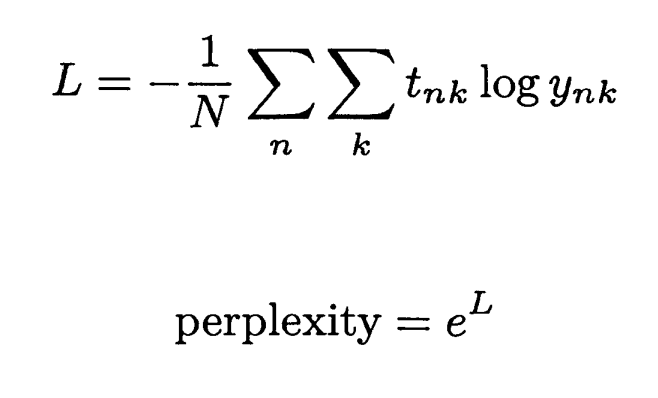 L = -\frac{1}{N} \sum_{n} \sum_{k} t_{nk} \log y_{nk}
perplexity = e^{L}